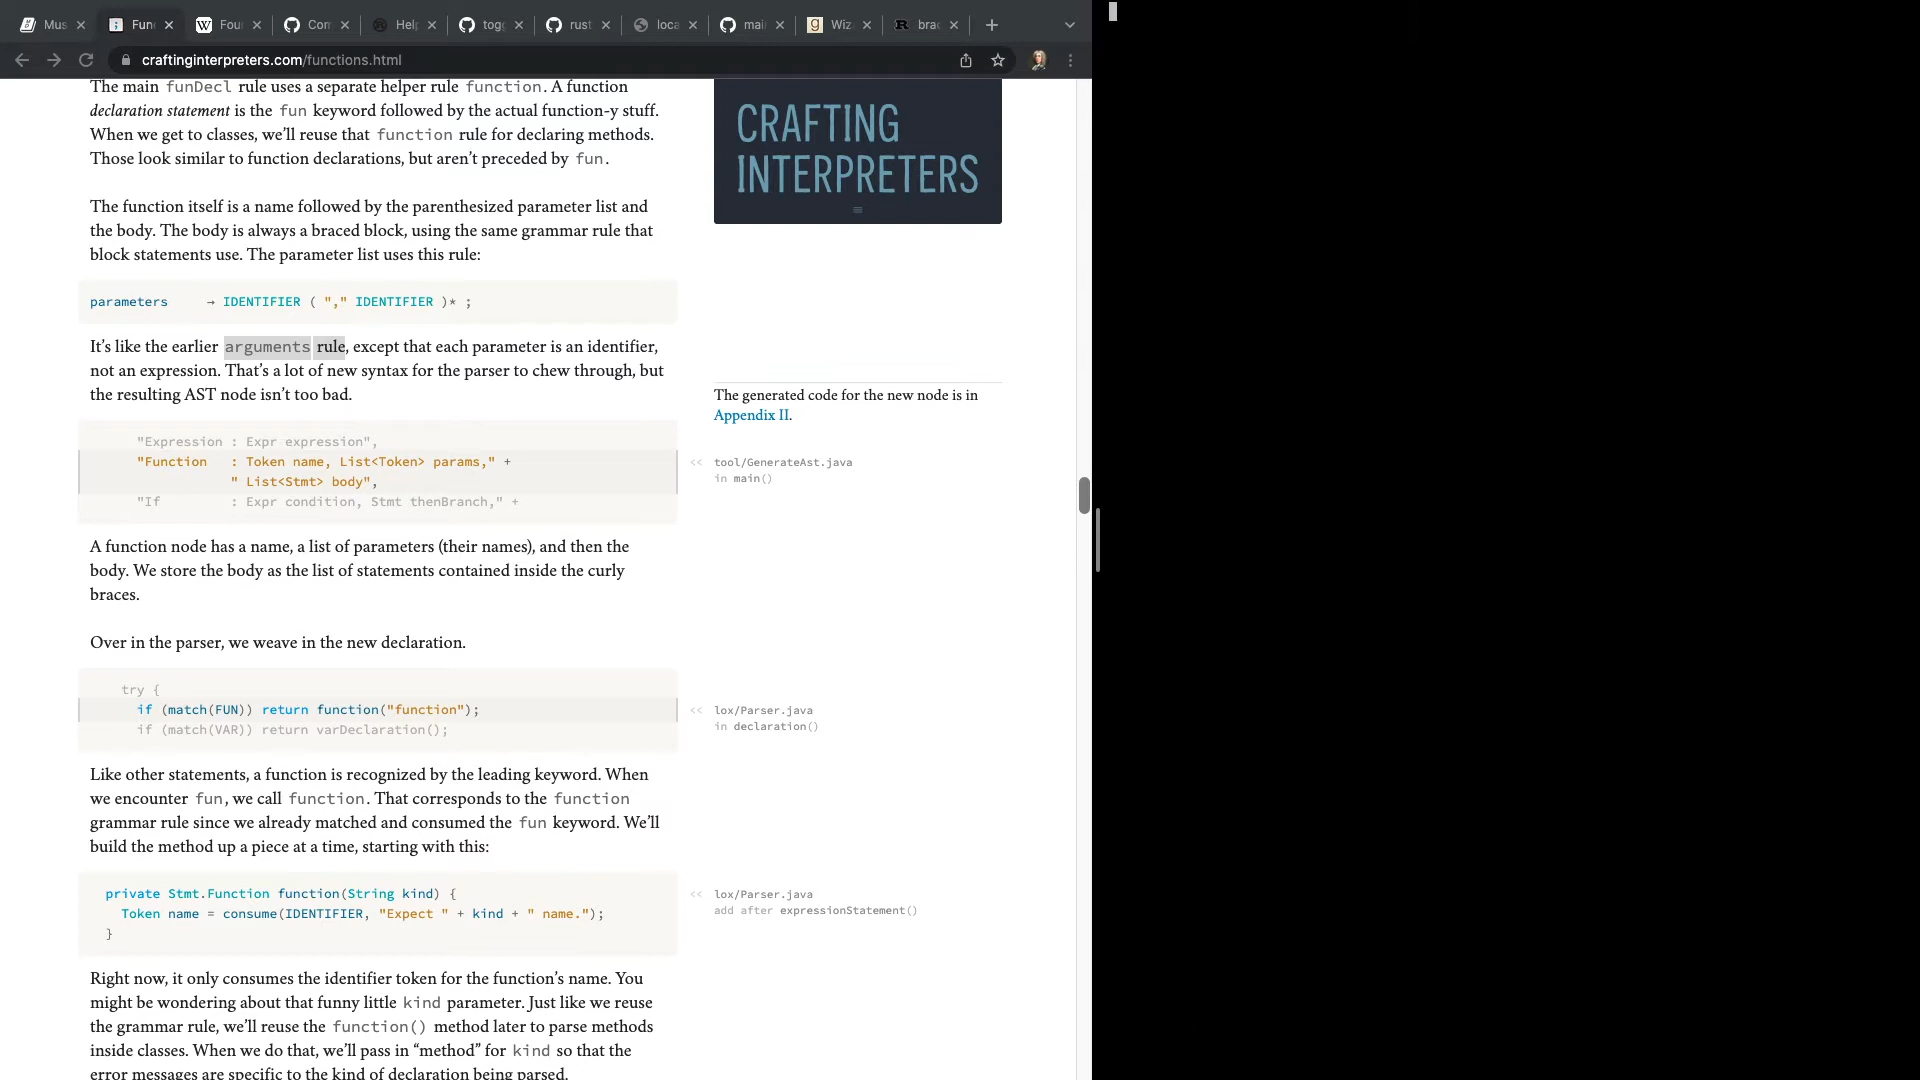 Mus
Fun
Four
Con
Help
togg
rust
loca
mai
Wiz
brac
craftinginterpreters.com/functions.html
The main funDecl rule uses a separate helper rule function. A function
declaration statement is the fun keyword followed by the actual function-y stuff.
When we get to classes, we’ll reuse that function rule for declaring methods.
Those look similar to function declarations, but aren’t preceded by fun.
The function itself is a name followed by the parenthesized parameter list and
the body. The body is always a braced block, using the same grammar rule that
block statements use. The parameter list uses this rule:
parameters → IDENTIFIER ( "," IDENTIFIER )* ;
It’s like the earlier arguments rule, except that each parameter is an identifier,
not an expression. That’s a lot of new syntax for the parser to chew through, but
the resulting AST node isn’t too bad.
"Expression : Expr expression",
"Function : Token name, List<Token> params," +
" List<Stmt> body",
"If : Expr condition, Stmt thenBranch," +
A function node has a name, a list of parameters (their names), and then the
body. We store the body as the list of statements contained inside the curly
braces.
Over in the parser, we weave in the new declaration.
try {
if (match(FUN)) return function("function");
if (match(VAR)) return varDeclaration();
Like other statements, a function is recognized by the leading keyword. When
we encounter fun, we call function. That corresponds to the function
grammar rule since we already matched and consumed the fun keyword. We’ll
build the method up a piece at a time, starting with this:
private Stmt.Function function(String kind) {
Token name = consume(IDENTIFIER, "Expect " + kind + " name.");
}
Right now, it only consumes the identifier token for the function’s name. You
might be wondering about that funny little kind parameter. Just like we reuse
the grammar rule, we’ll reuse the function() method later to parse methods
inside classes. When we do that, we’ll pass in “method” for kind so that the
error messages are specific to the kind of declaration being parsed.
CRAFTING
INTERPRETERS
The generated code for the new node is in
Appendix II.
<< tool/GenerateAst.java
in main()
<< lox/Parser.java
in declaration()
<< lox/Parser.java
add after expressionStatement()